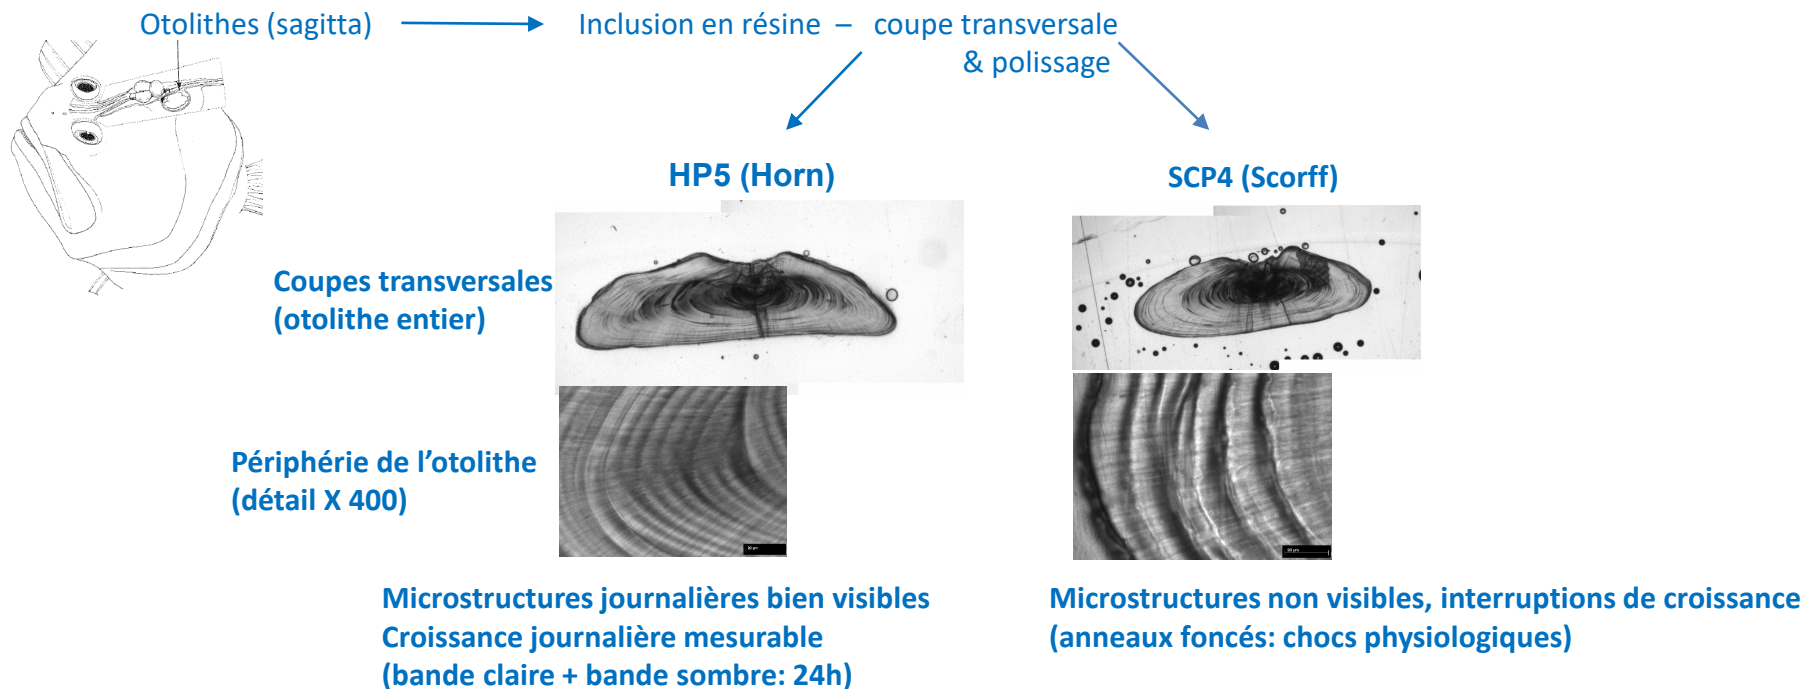 Otolithes (sagitta)
Inclusion en résine – coupe transversale
& polissage
HP5 (Horn)
SCP4 (Scorff)
Coupes transversales
(otolithe entier)
Périphérie de l'otolithe
(détail X 400)
Microstructures journalières bien visibles
Croissance journalière mesurable
(bande claire + bande sombre: 24h)
Microstructures non visibles, interruptions de croissance
(anneaux foncés: chocs physiologiques)